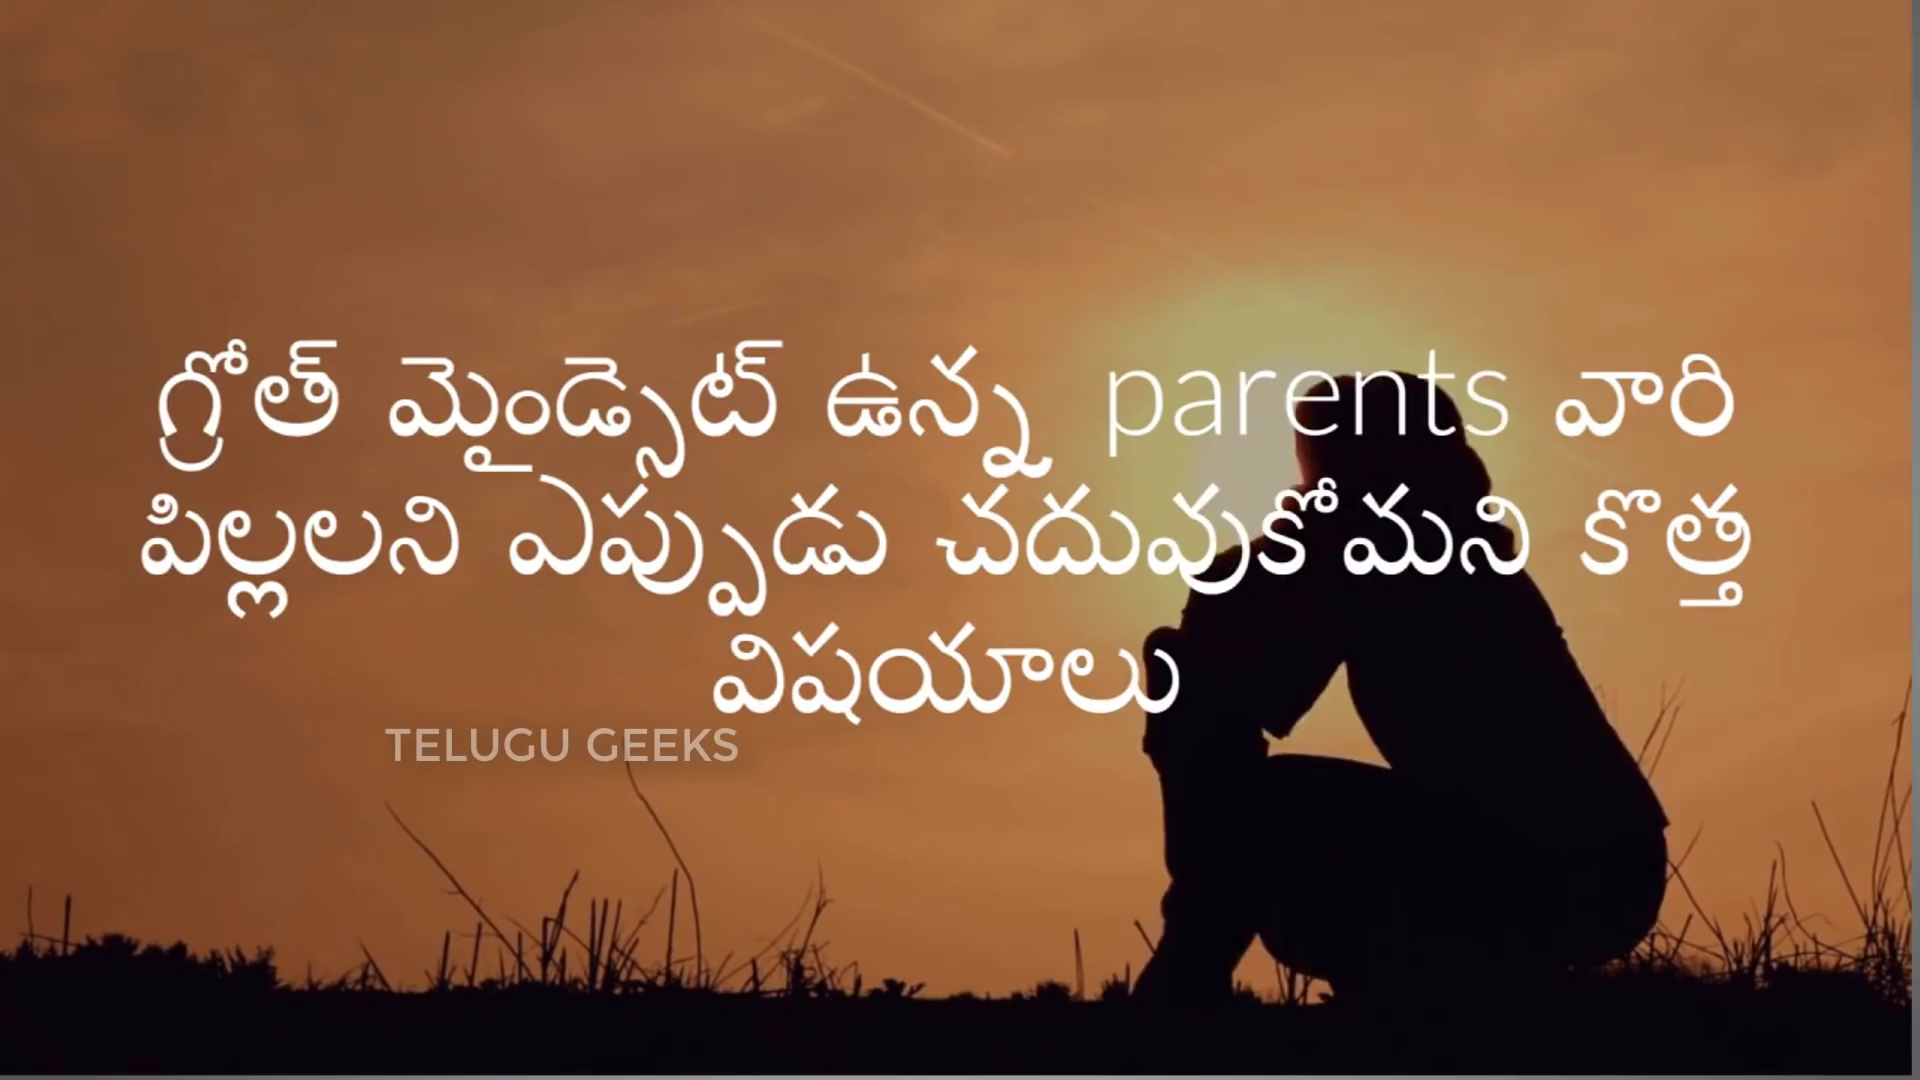 గ్రోత్ మైండ్సెట్ ఉన్న parents వారి
పిల్లలని ఎప్పుడు చదువుకోమని కొత్త
విషయాలు
TELUGU GEEKS